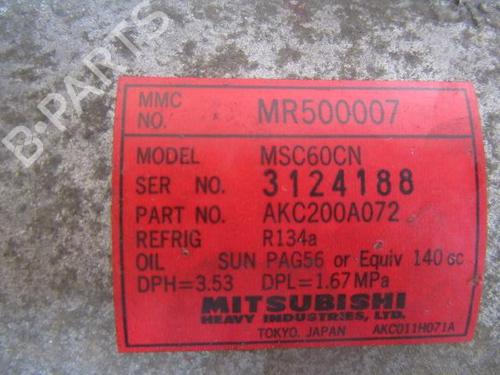 B-PARTS
MMC NO. MR500007
MODEL MSC60CN
SER NO. 3124188
PART NO. AKC200A072
REFRIG R134a
OIL SUN PAG56 or Equiv 140 cc
DPH=3.53 DPL=1.67MPa
MITSUBISHI
HEAVY INDUSTRIES, LTD.
TOKYO, JAPAN AKC011H071A